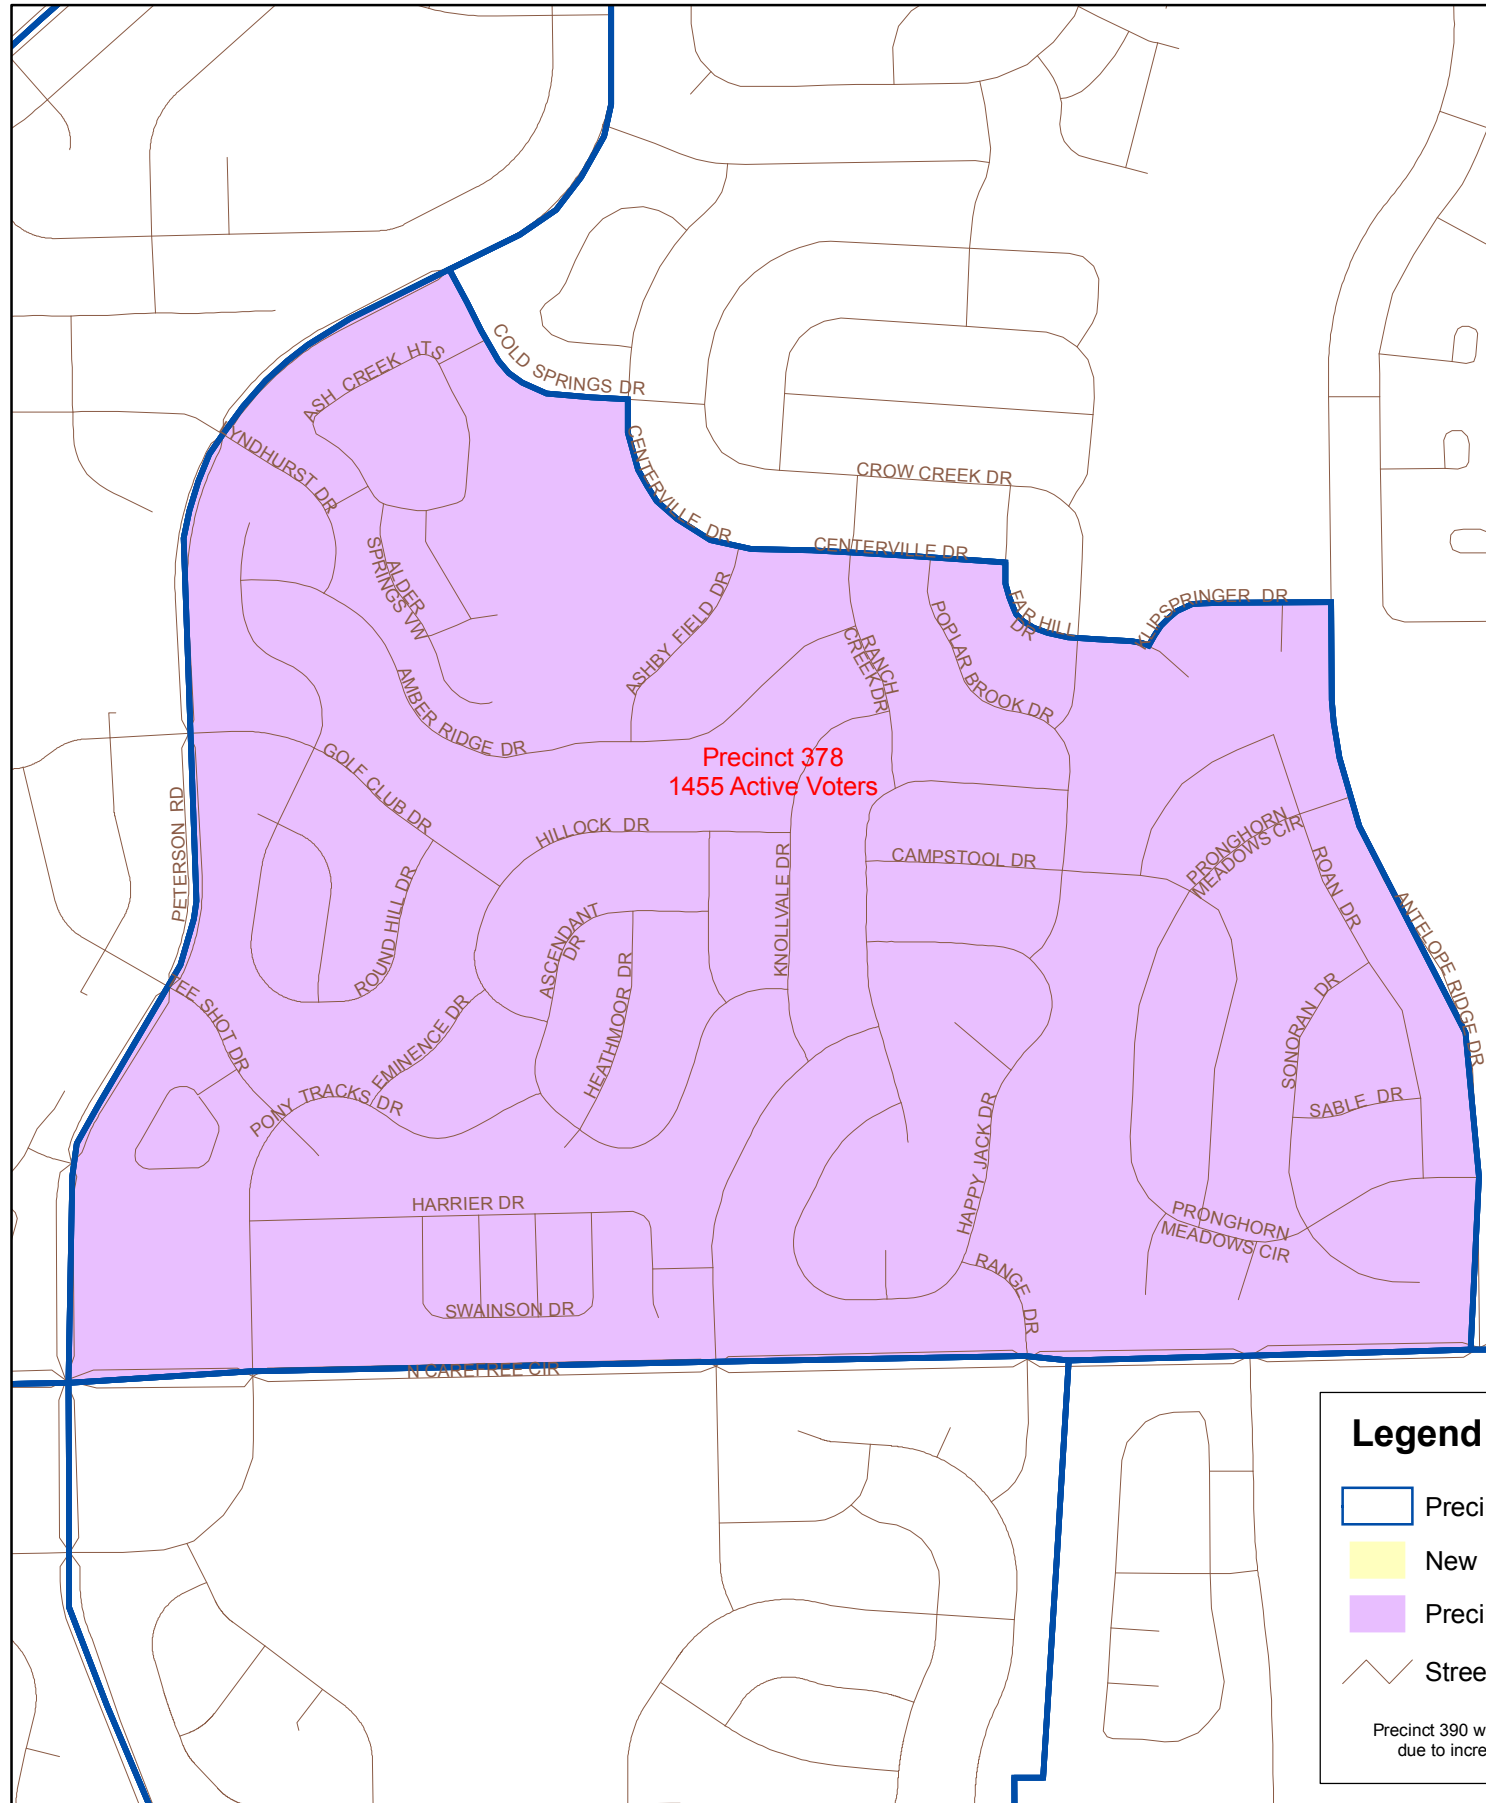 COLD SPRINGS DR
ASH CREEK HTS
YNDHURST DR
CENTERVILLE DR
CROW CREEK DR
CENTERVILLE DR
ALDER
SPRINGS VW
ASHBY FIELD DR
RANCH
CREEK DR
POPLAR BROOK DR
FAR HILL
DR
KLIPSPRINGER DR
AMBER RIDGE DR
GOLF CLUB DR
Precinct 378
1455 Active Voters
PETERSON RD
HILLOCK DR
KNOLLVALE DR
CAMPSTOOL DR
PRONGHORN
MEADOWS CIR
ROAN DR
ANTELOPE RIDGE DR
ROUND HILL DR
ASCENDANT
DR
HEATHMOOR DR
EMINENCE DR
TEE SHOT DR
PONY TRACKS DR
SONORAN DR
SABLE DR
HAPPY JACK DR
HARRIER DR
PRONGHORN
MEADOWS CIR
RANGE DR
SWAINSON DR
N CAREFREE CIR
Legend
Preci
New
Preci
Stree
Precinct 390 w
due to incre